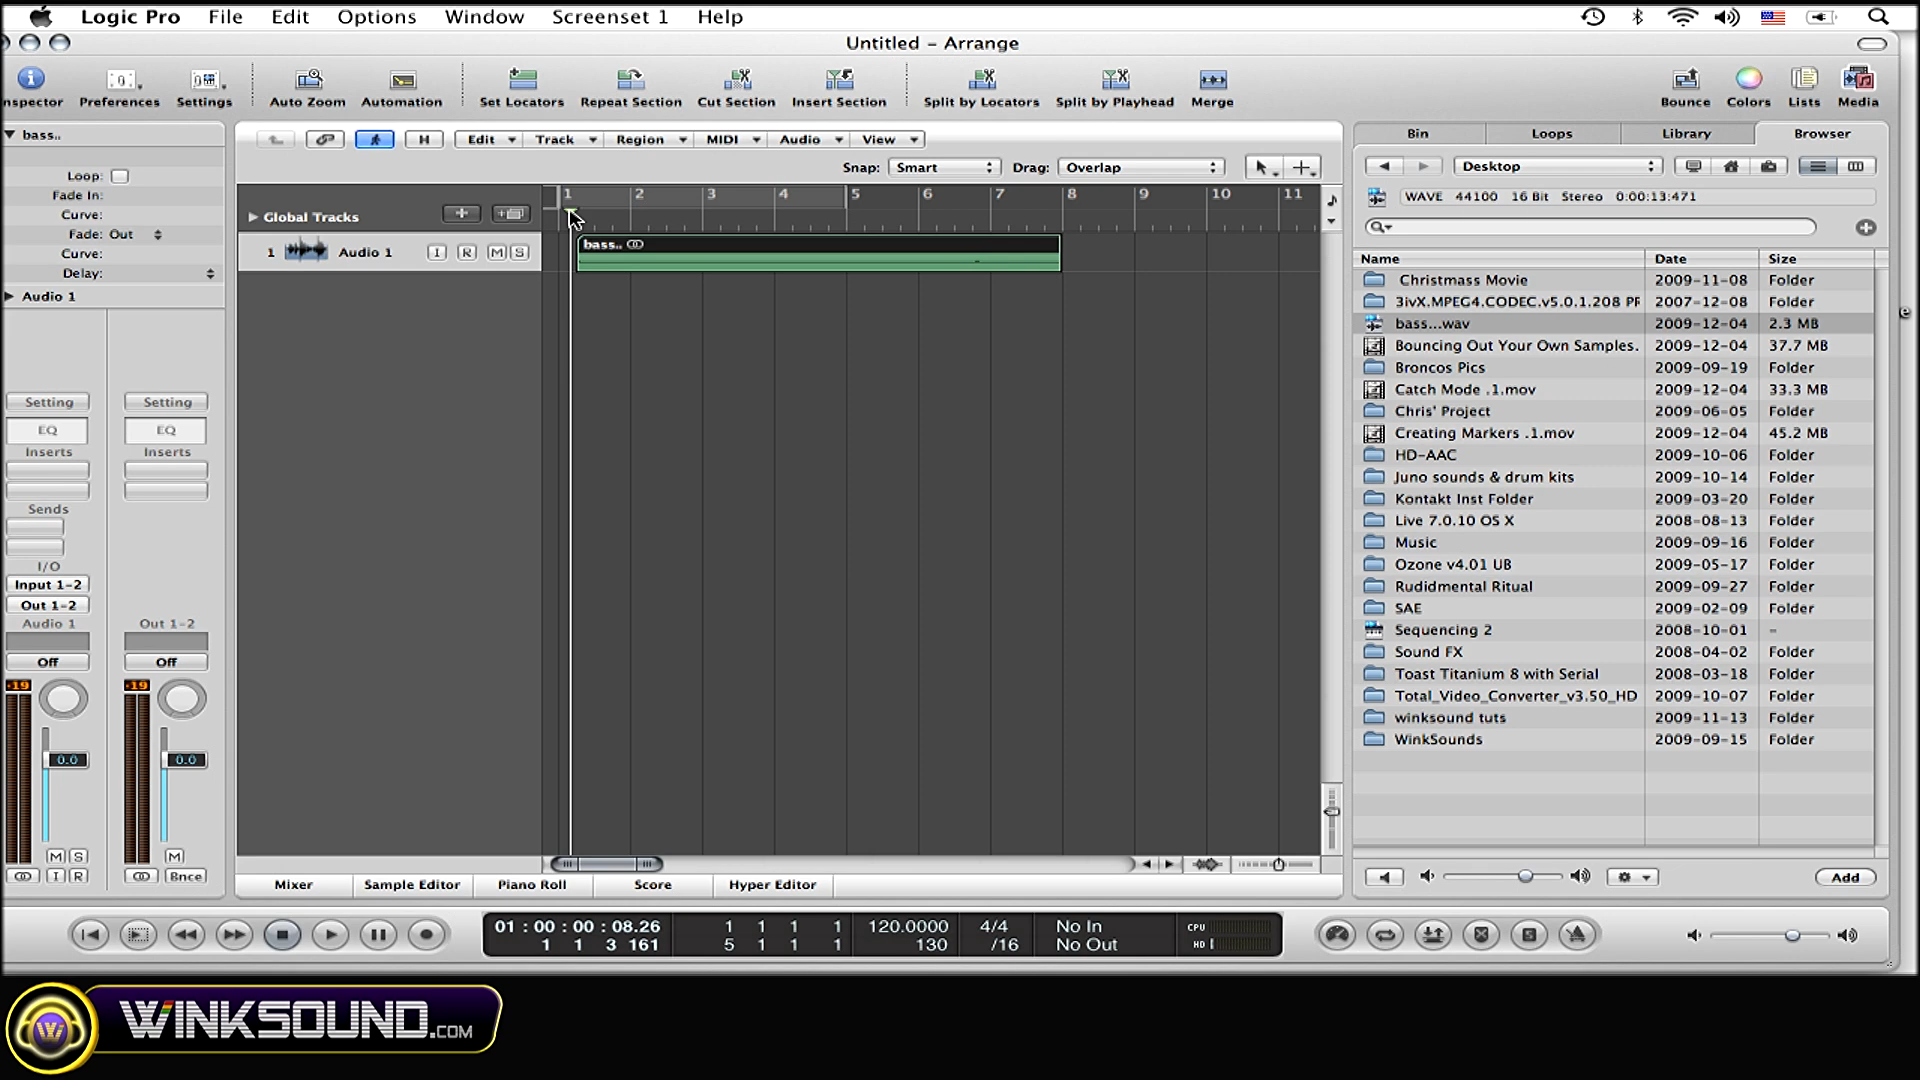 Logic Pro File Edit Options Window Screenset 1 Help
Untitled – Arrange
nspector Preferences Settings Auto Zoom Automation Set Locators Repeat Section Cut Section Insert Section Split by Locators Split by Playhead Merge Bounce Colors Lists Media
bass..
Loop:
Fade In:
Curve:
Fade: Out
Curve:
Delay:
Audio 1
Setting Setting
EQ EQ
Inserts Inserts
Sends
I/O
Input 1-2
Out 1-2
Audio 1 Out 1-2
Off Off
-19 -19
0.0 0.0
M S M
I R Bnce
H Edit Track Region MIDI Audio View
Snap: Smart Drag: Overlap
1 2 3 4 5 6 7 8 9 10 11
Global Tracks
1 Audio 1 I R M S
bass..
Mixer Sample Editor Piano Roll Score Hyper Editor
Bin Loops Library Browser
Desktop
WAVE 44100 16 Bit Stereo 0:00:13:471
Name Date Size
Christmass Movie 2009-11-08 Folder
3ivX.MPEG4.CODEC.v5.0.1.208 PR 2007-12-08 Folder
bass...wav 2009-12-04 2.3 MB
Bouncing Out Your Own Samples. 2009-12-04 37.7 MB
Broncos Pics 2009-09-19 Folder
Catch Mode .1.mov 2009-12-04 33.3 MB
Chris' Project 2009-06-05 Folder
Creating Markers .1.mov 2009-12-04 45.2 MB
HD-AAC 2009-10-06 Folder
Juno sounds & drum kits 2009-10-14 Folder
Kontakt Inst Folder 2009-03-20 Folder
Live 7.0.10 OS X 2008-08-13 Folder
Music 2009-09-16 Folder
Ozone v4.01 UB 2009-05-17 Folder
Rudidmental Ritual 2009-09-27 Folder
SAE 2009-02-09 Folder
Sequencing 2 2008-10-01 –
Sound FX 2008-04-02 Folder
Toast Titanium 8 with Serial 2008-03-18 Folder
Total_Video_Converter_v3.50_HD 2009-10-07 Folder
winksound tuts 2009-11-13 Folder
WinkSounds 2009-09-15 Folder
Add
e
01 : 00 : 00 : 08.26 1 1 1 1 120.0000 4/4 No In CPU
1 1 3 161 5 1 1 1 130 /16 No Out HD
W WINKSOUND.COM